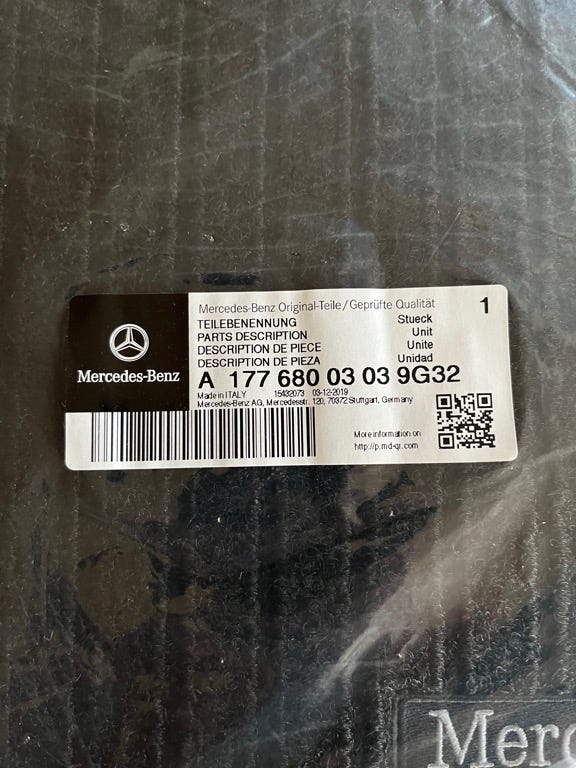 Mercedes-Benz Original-Teile/Geprüfte Qualität 1
TEILEBENENNUNG Stueck
PARTS DESCRIPTION Unit
DESCRIPTION DE PIECE Unite
DESCRIPTION DE PIEZA Unidad
Mercedes-Benz
A 177 680 03 03 9G32
Made in ITALY 15432073 03-12-2019
Mercedes-Benz AG, Mercedesstr. 120, 70372 Stuttgart, Germany
More information on
http://p.md-qr.com
Merc